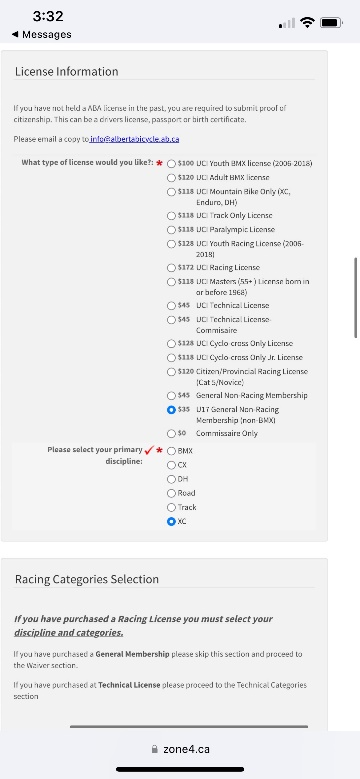 3:32
◀ Messages
License Information
If you have not held a ABA license in the past, you are required to submit proof of
citizenship. This can be a drivers license, passport or birth certificate.
Please email a copy to info@albertabicycle.ab.ca
What type of license would you like?: * $100 UCI Youth BMX license (2006-2018)
$120 UCI Adult BMX license
$118 UCI Mountain Bike Only (XC,
Enduro, DH)
$118 UCI Track Only License
$118 UCI Paralympic License
$128 UCI Youth Racing License (2006-
2018)
$172 UCI Racing License
$118 UCI Masters (55+ ) License born in
or before 1968)
$45 UCI Technical License
$45 UCI Technical License-
Commisaire
$128 UCI Cyclo-cross Only License
$118 UCI Cyclo-cross Only Jr. License
$120 Citizen/Provincial Racing License
(Cat 5/Novice)
$45 General Non-Racing Membership
$35 U17 General Non-Racing
Membership (non-BMX)
$0 Commissaire Only
Please select your primary * BMX
discipline: CX
DH
Road
Track
XC
Racing Categories Selection
If you have purchased a Racing License you must select your
discipline and categories.
If you have purchased a General Membership please skip this section and proceed to
the Waiver section.
If you have purchased at Technical License please proceed to the Technical Categories
section
zone4.ca